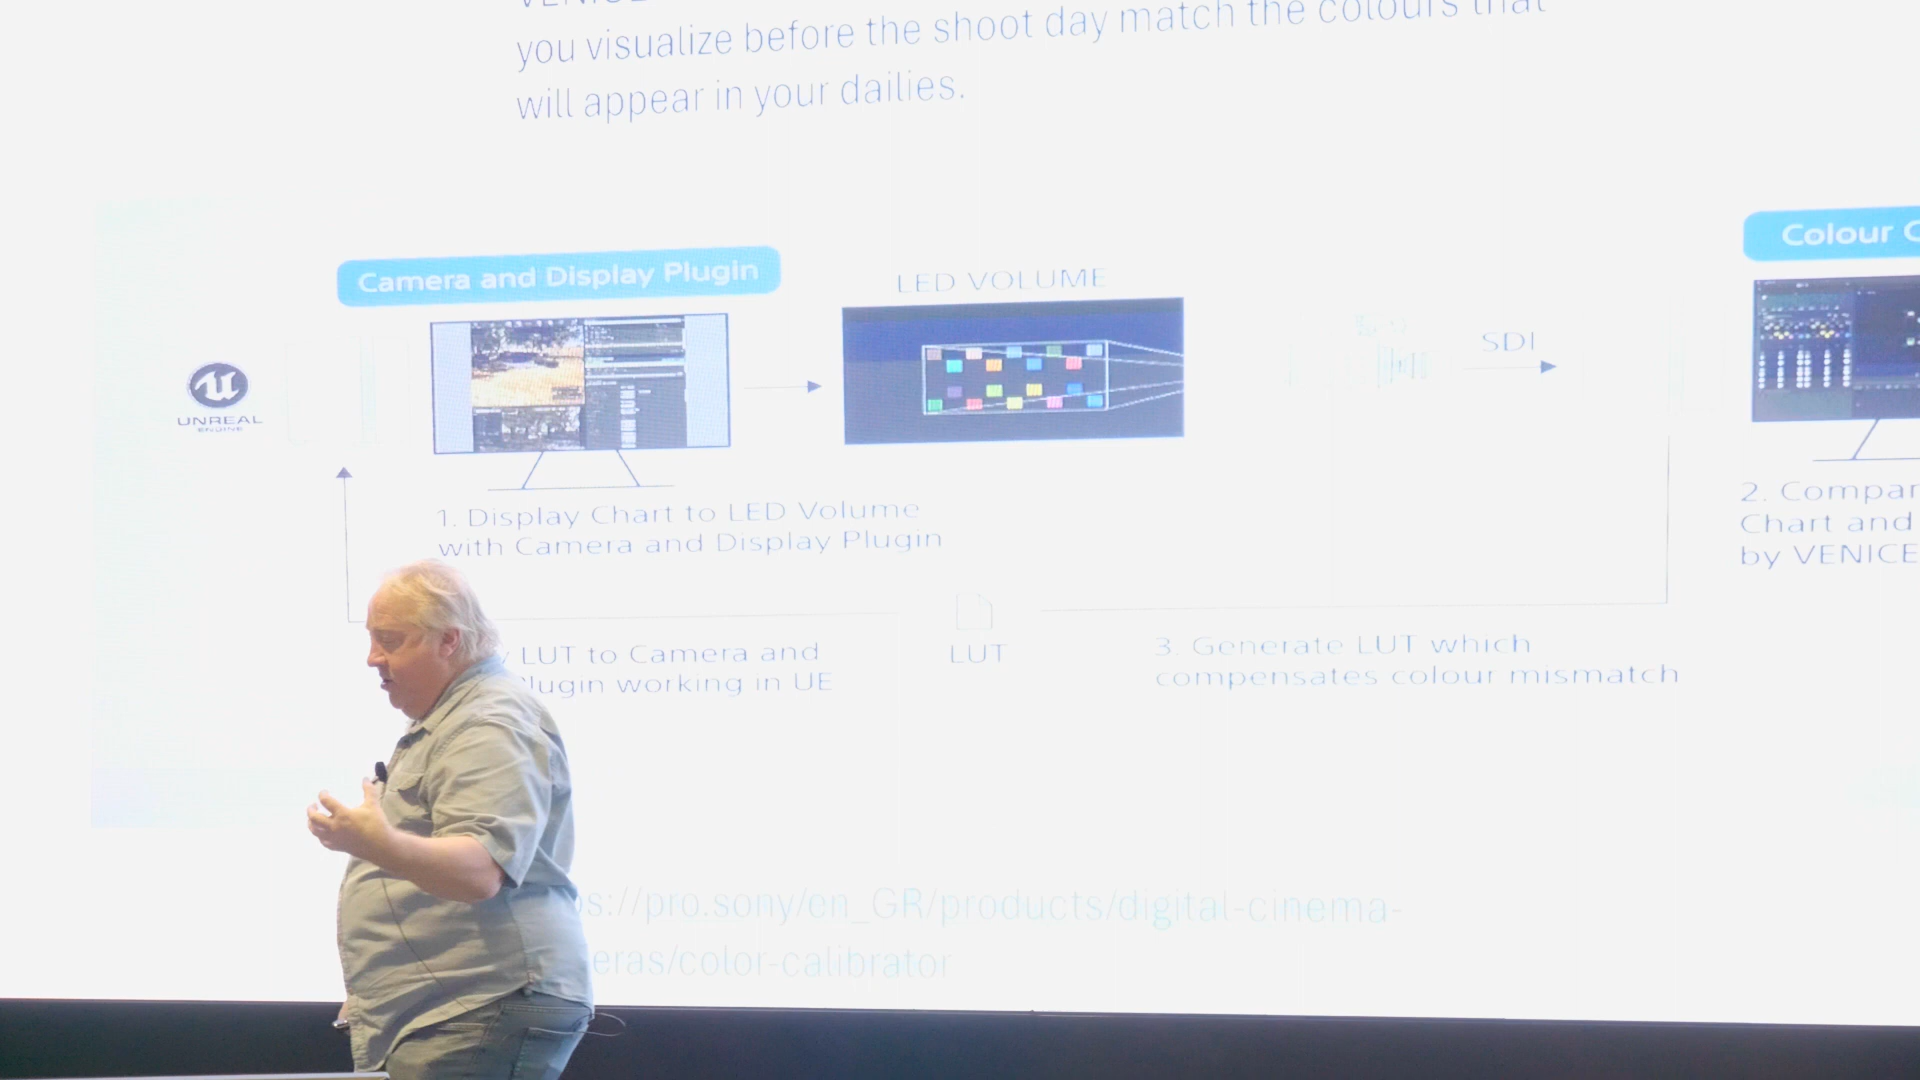 you visualize before the shoot day match the colours that
will appear in your dailies.
Camera and Display Plugin
LED VOLUME
Colour
SDI
UNREAL
ENGINE
1. Display Chart to LED Volume
with Camera and Display Plugin
2.
Chart and
by VENICE
LUT to Camera and
working in UE
LUT
3. Generate LUT which
compensates colour mismatch
://pro.sony/en_GR/products/digital-cinema-
/color-calibrator